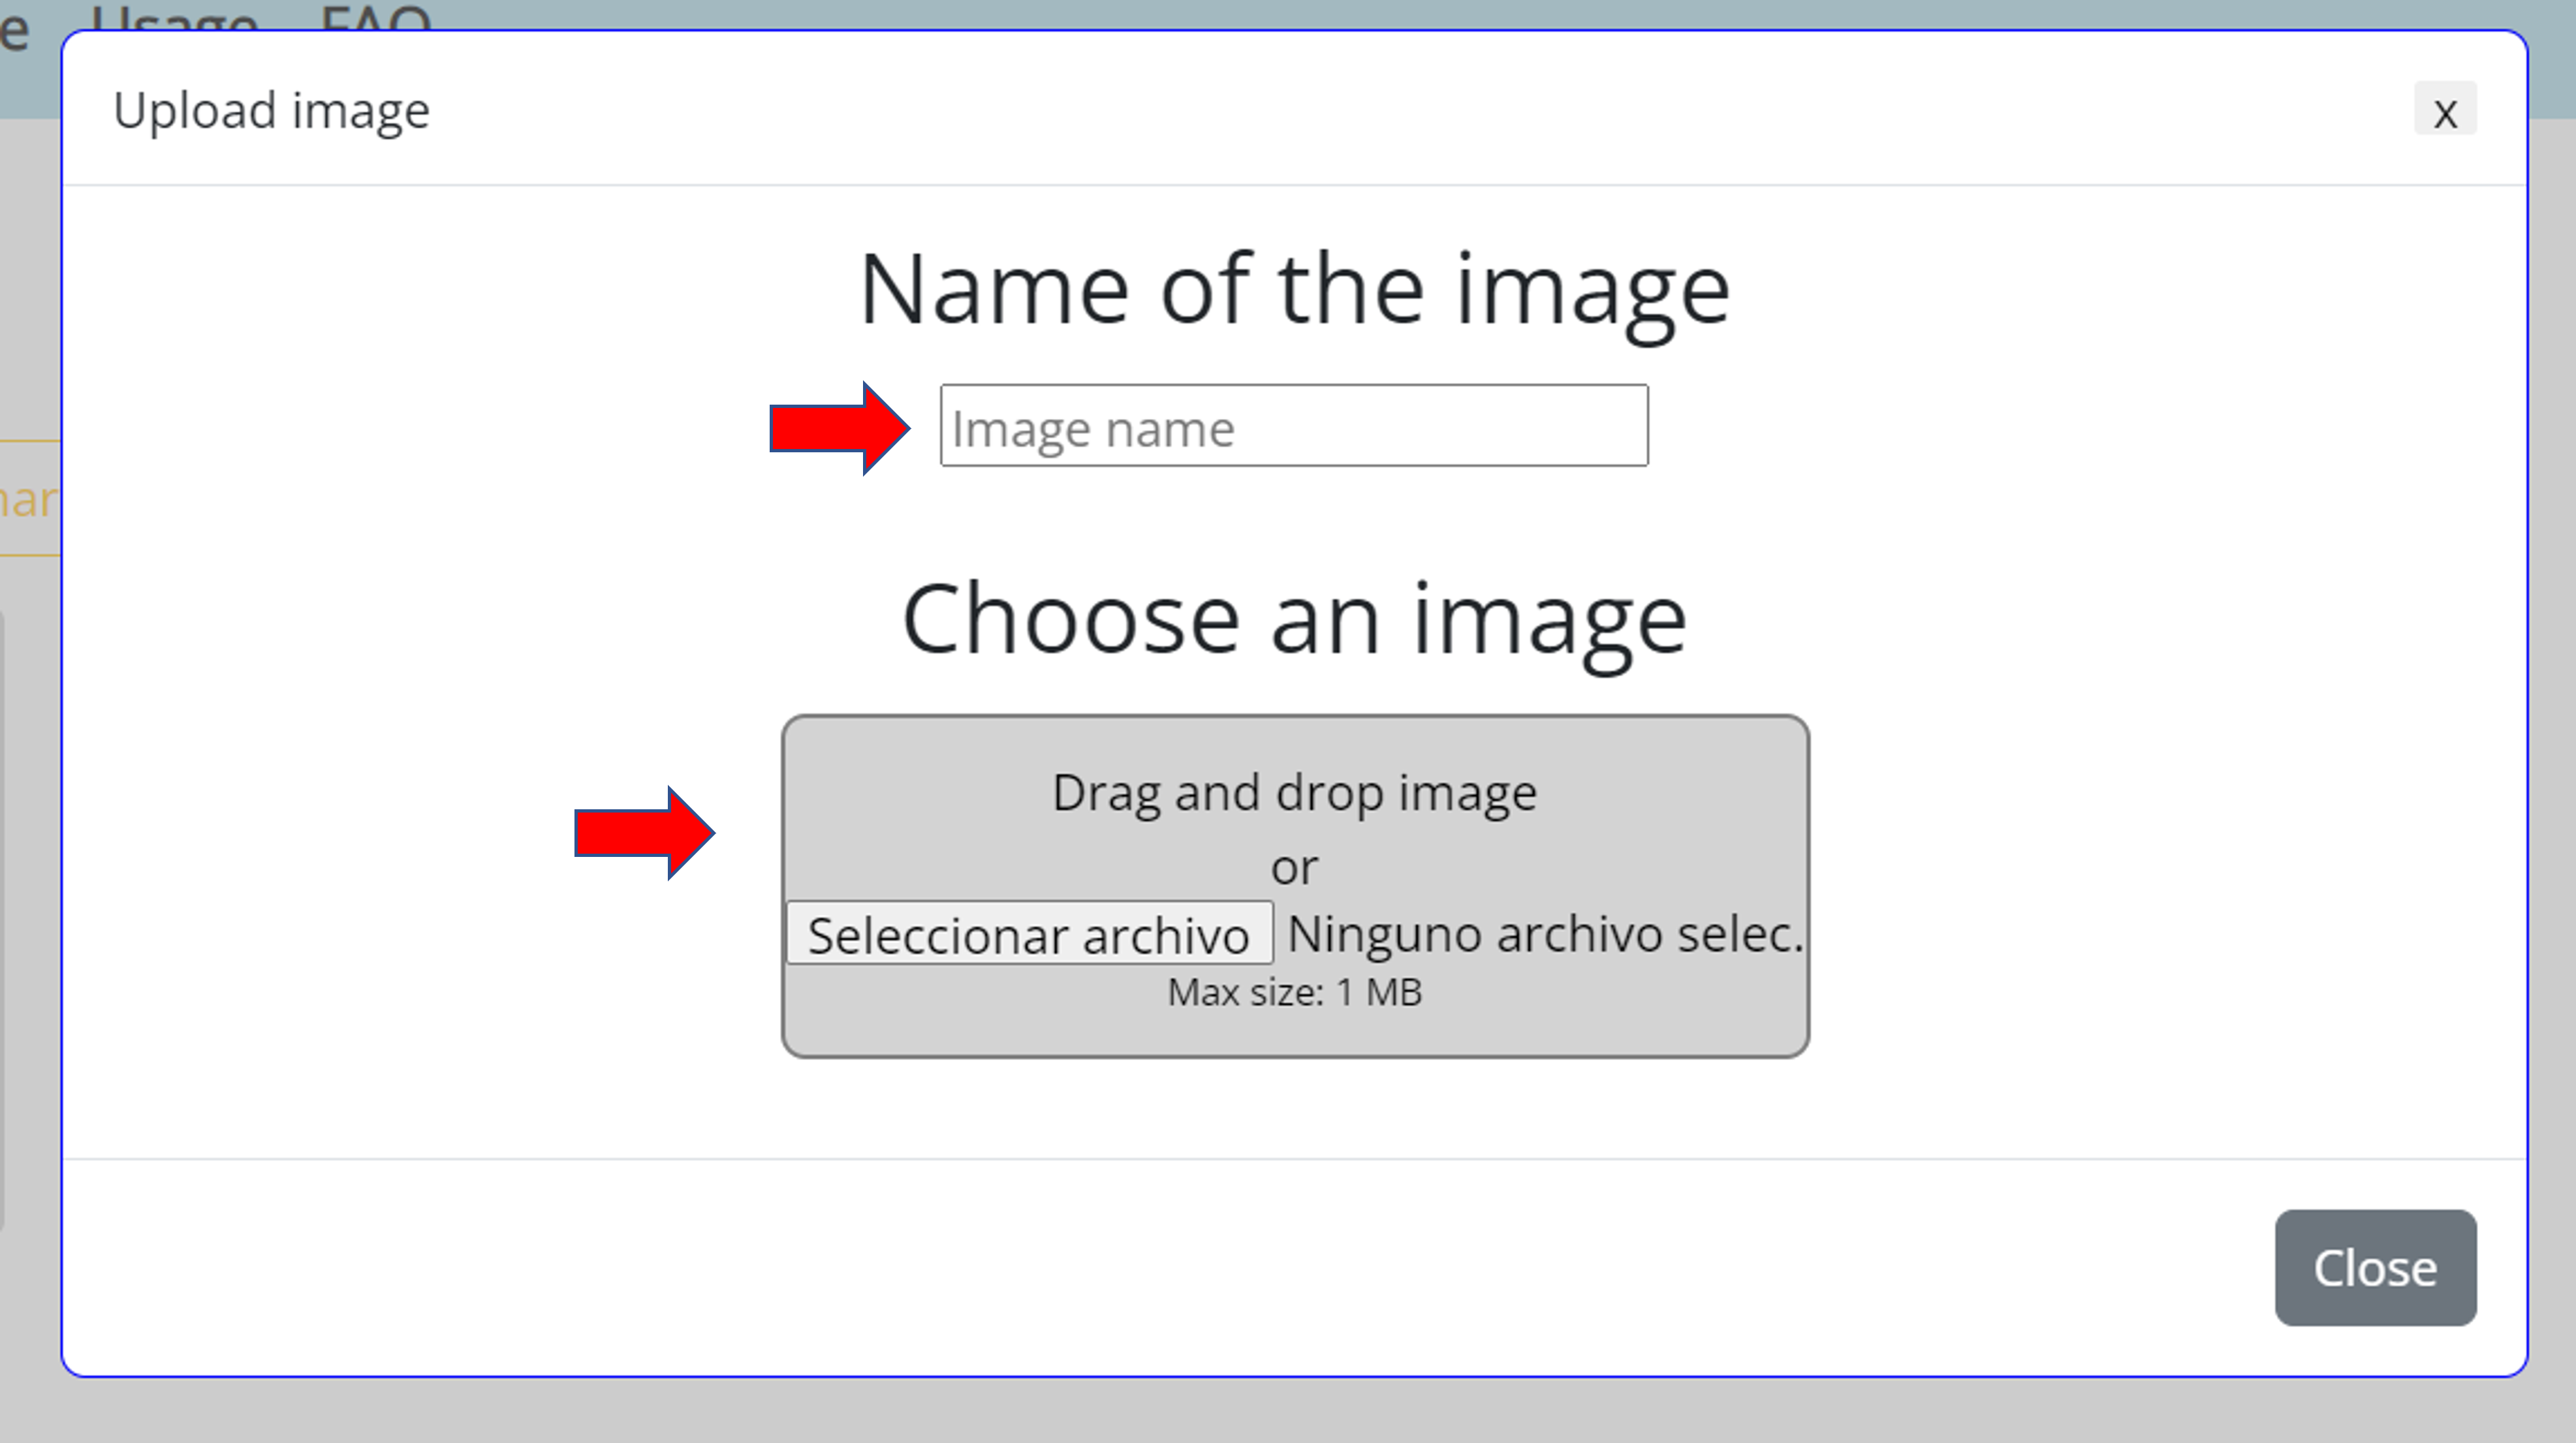 Usage FAQ
Upload image
x
Name of the image
Image name
Choose an image
Drag and drop image
or
Seleccionar archivo Ninguno archivo selec.
Max size: 1 MB
Close